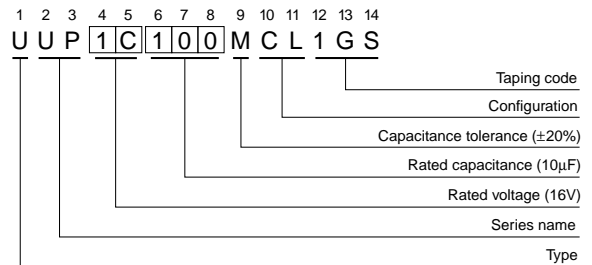 1 2 3 4 5 6 7 8 9 10 11 12 13 14
U U P 1 C 1 0 0 M C L 1 G S
Taping code
Configuration
Capacitance tolerance (±20%)
Rated capacitance (10µF)
Rated voltage (16V)
Series name
Type